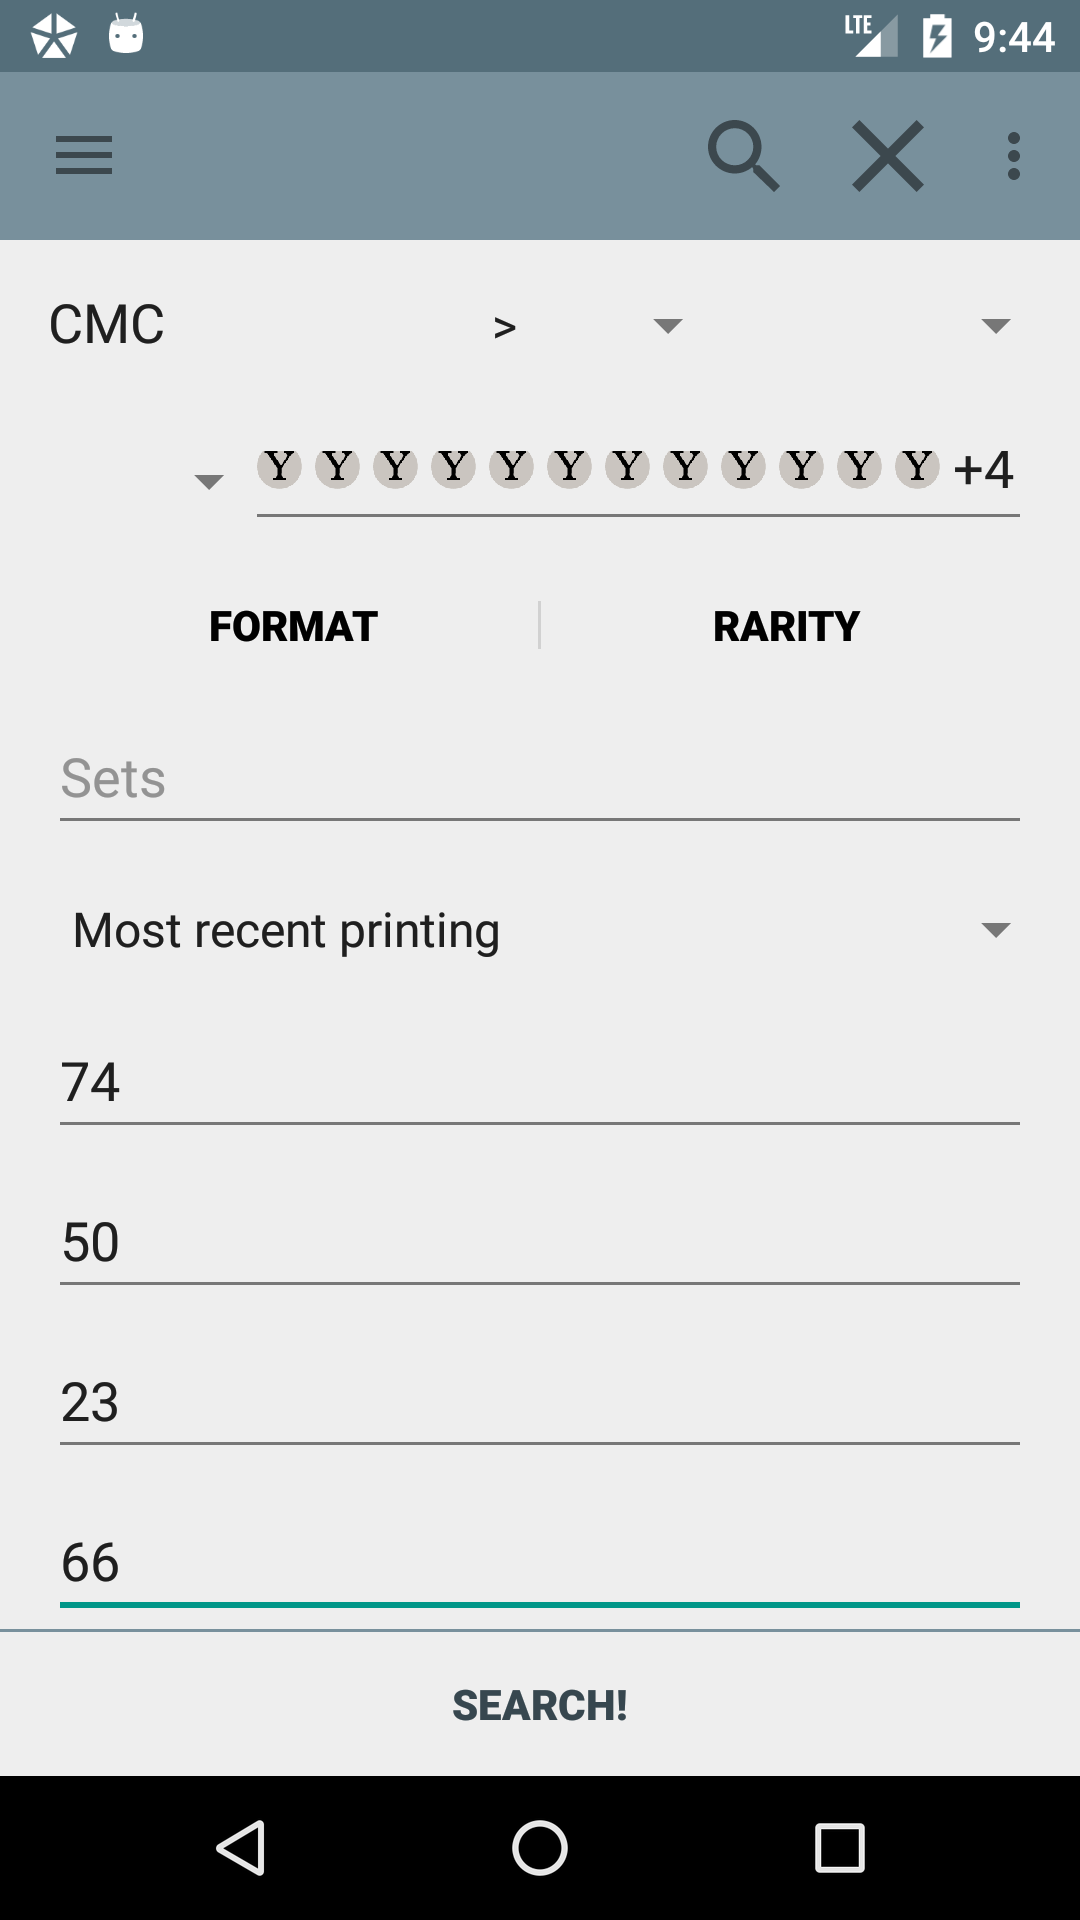 LTE 9:44
CMC >
Y Y Y Y Y Y Y Y Y Y Y Y +4
FORMAT RARITY
Sets
Most recent printing
74
50
23
66
SEARCH!